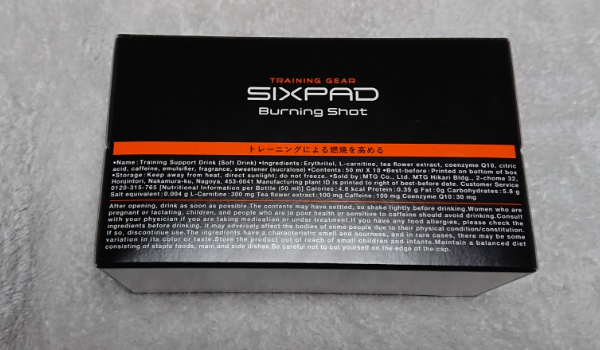 TRAINING GEAR
SIXPAD
Burning Shot
トレーニングによる燃焼を高める
•Name:Training Support Drink (Soft Drink) •Ingredients: Erythritol, L-carnitine, tea flower extract, coenzyme Q10, citric
acid, caffeine, emulsifier, fragrance, sweetener (sucralose) •Contents: 50 ml X 10 •Best-before: Printed on bottom of box
•Storage: Keep away from heat, direct sunlight; do not freeze. •Sold by: MTG Co., Ltd. MTG Hikari Bldg., 2-chome 32,
Honjintori, Nakamura-ku, Nagoya, 453-0041 Manufacturing plant ID is printed to right of best-before date. Customer Service
0120-315-765 [Nutritional Information per Bottle (50 ml)] Calories: 4.8 kcal Protein: 0.35 g Fat: 0g Carbohydrates: 5.8 g
Salt equivalent: 0.004 g L-Carnitine: 300 mg Tea flower extract: 100 mg Caffeine: 100 mg Coenzyme Q10: 30 mg
After opening, drink as soon as possible.The contents may have settled, so shake lightly before drinking.Women who are
pregnant or lactating, children, and people who are in poor health or sensitive to caffeine should avoid drinking.Consult
with your physician if you are taking medication or under treatment.If you have any food allergies, please check the
ingredients before drinking. It may adversely affect the bodies of some people due to their physical condition/constitution.
If so, discontinue use.The ingredients have a characteristic smell and sourness, and in rare cases, there may be some
variation in its color or taste.Store the product out of reach of small children and infants.Maintain a balanced diet
consisting of staple foods, main and side dishes.Be careful not to cut yourself on the edge of the cap.